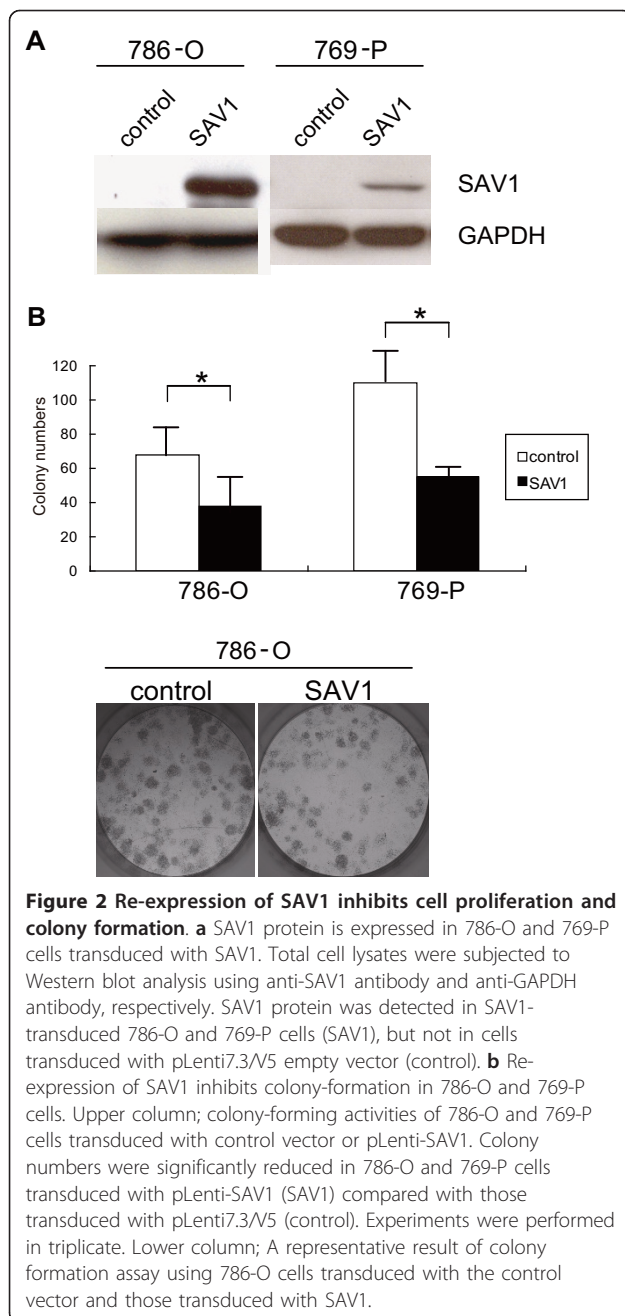 A
786-O 769-P
control SAV1 control SAV1
SAV1
GAPDH
B
*
*
120
100
80
60
40
20
0
Colony numbers
control
SAV1
786-O 769-P
786-O
control SAV1
Figure 2 Re-expression of SAV1 inhibits cell proliferation and
colony formation. a SAV1 protein is expressed in 786-O and 769-P
cells transduced with SAV1. Total cell lysates were subjected to
Western blot analysis using anti-SAV1 antibody and anti-GAPDH
antibody, respectively. SAV1 protein was detected in SAV1-
transduced 786-O and 769-P cells (SAV1), but not in cells
transduced with pLenti7.3/V5 empty vector (control). b Re-
expression of SAV1 inhibits colony-formation in 786-O and 769-P
cells. Upper column; colony-forming activities of 786-O and 769-P
cells transduced with control vector or pLenti-SAV1. Colony
numbers were significantly reduced in 786-O and 769-P cells
transduced with pLenti-SAV1 (SAV1) compared with those
transduced with pLenti7.3/V5 (control). Experiments were performed
in triplicate. Lower column; A representative result of colony
formation assay using 786-O cells transduced with the control
vector and those transduced with SAV1.